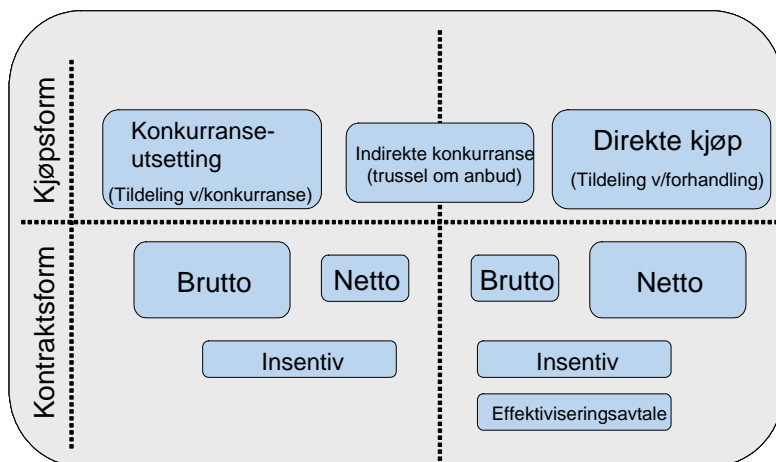 Kjøpsform
Konkurranse-
utsetting
(Tildeling v/konkurranse)
Indirekte konkurranse
(trussel om anbud)
Direkte kjøp
(Tildeling v/forhandling)
Kontraktsform
Brutto
Netto
Brutto
Netto
Insentiv
Insentiv
Effektiviseringsavtale